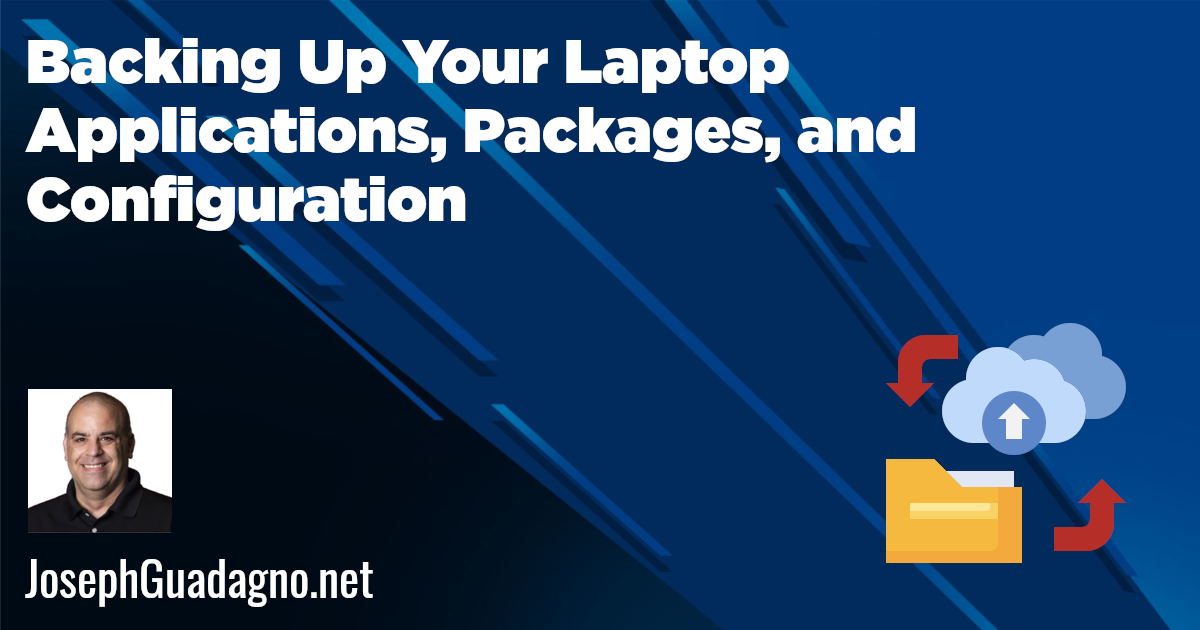 Backing Up Your Laptop
Applications, Packages, and
Configuration
JosephGuadagno.net